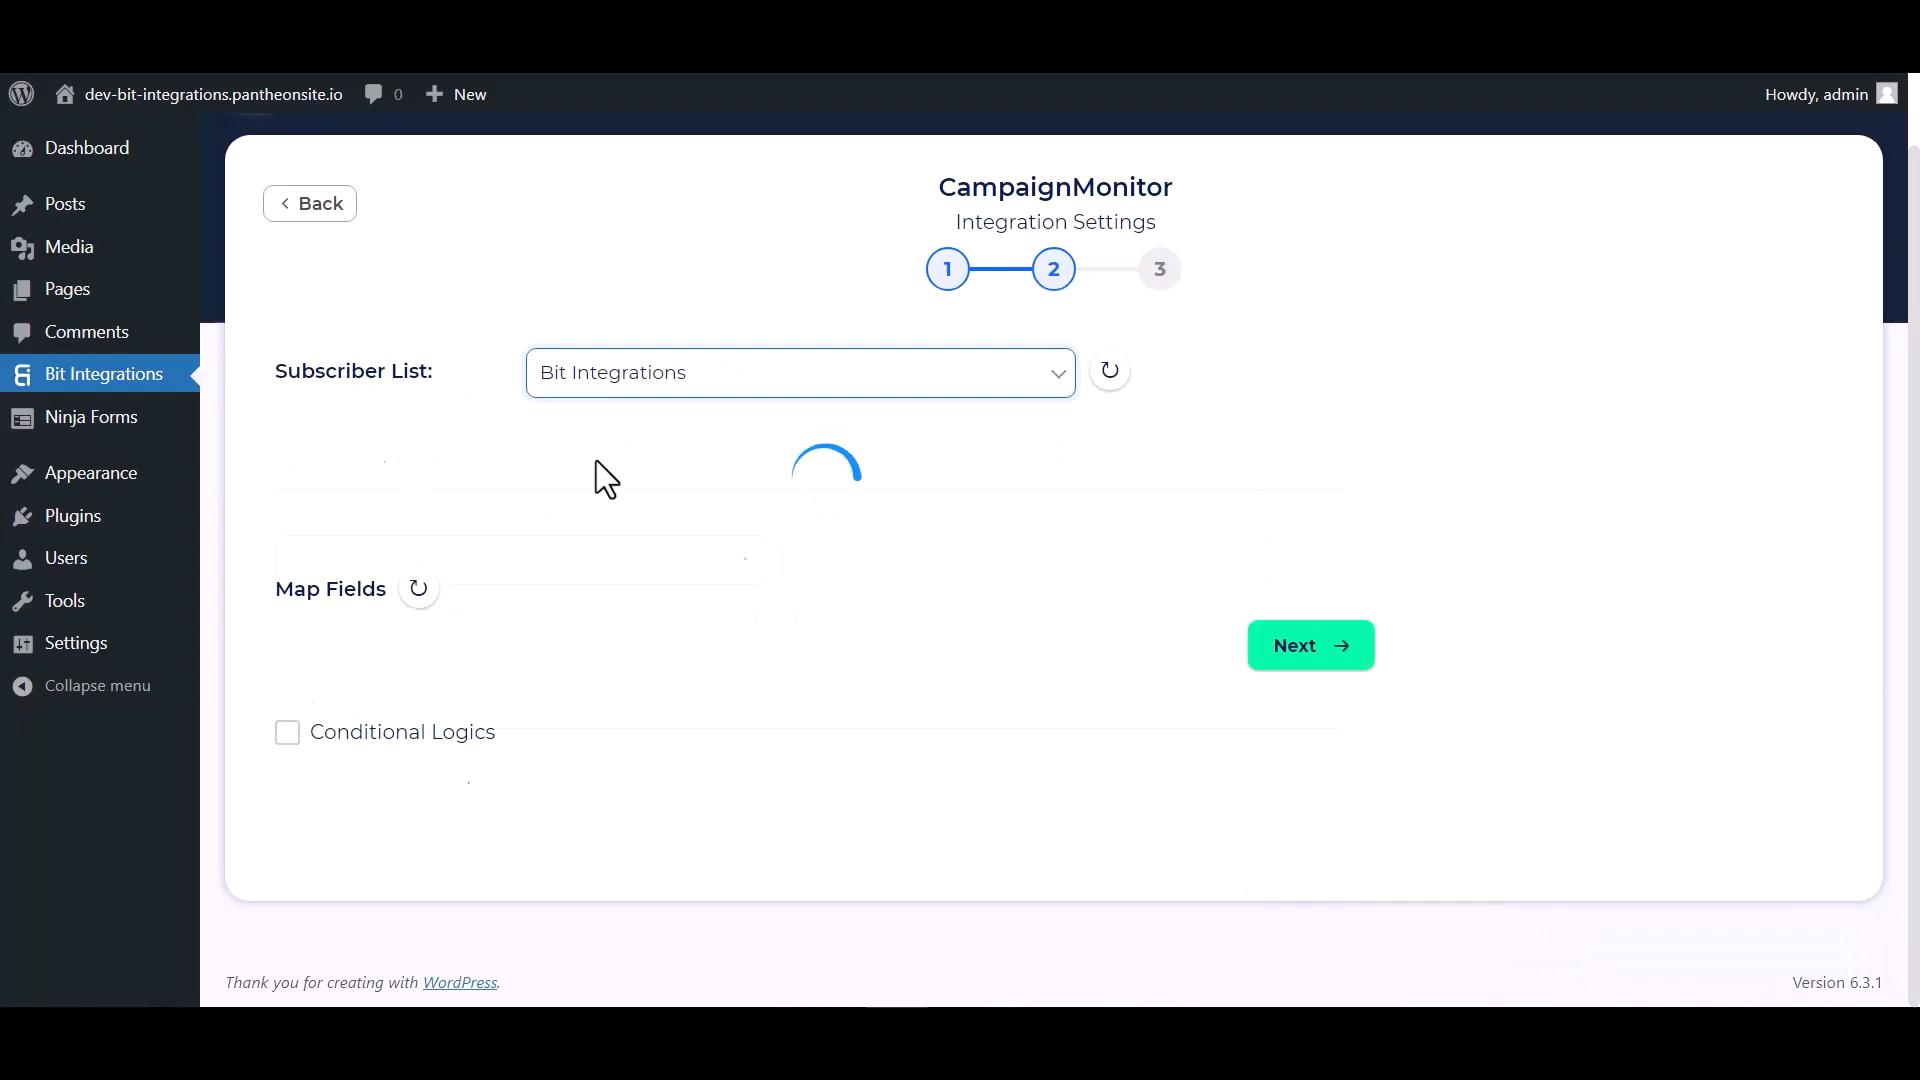 dev-bit-integrations.pantheonsite.io
0
New
Howdy, admin
Dashboard
Posts
Media
Pages
Comments
Bit Integrations
Ninja Forms
Appearance
Plugins
Users
Tools
Settings
Collapse menu
Back
CampaignMonitor
Integration Settings
1 2 3
Subscriber List:
Bit Integrations
Map Fields
Next
Conditional Logics
Thank you for creating with WordPress.
Version 6.3.1